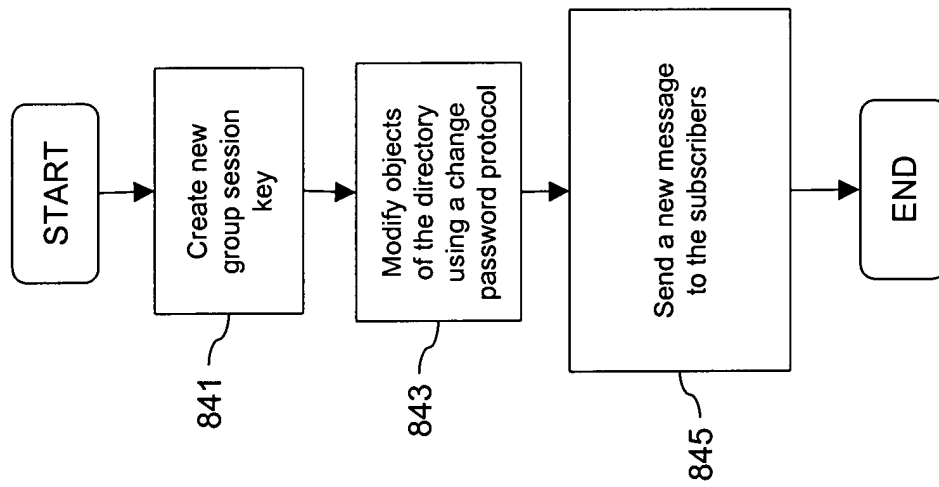 START
841
Create new
group session
key
843
Modify objects
of the directory
using a change
password protocol
845
Send a new message
to the subscribers
END